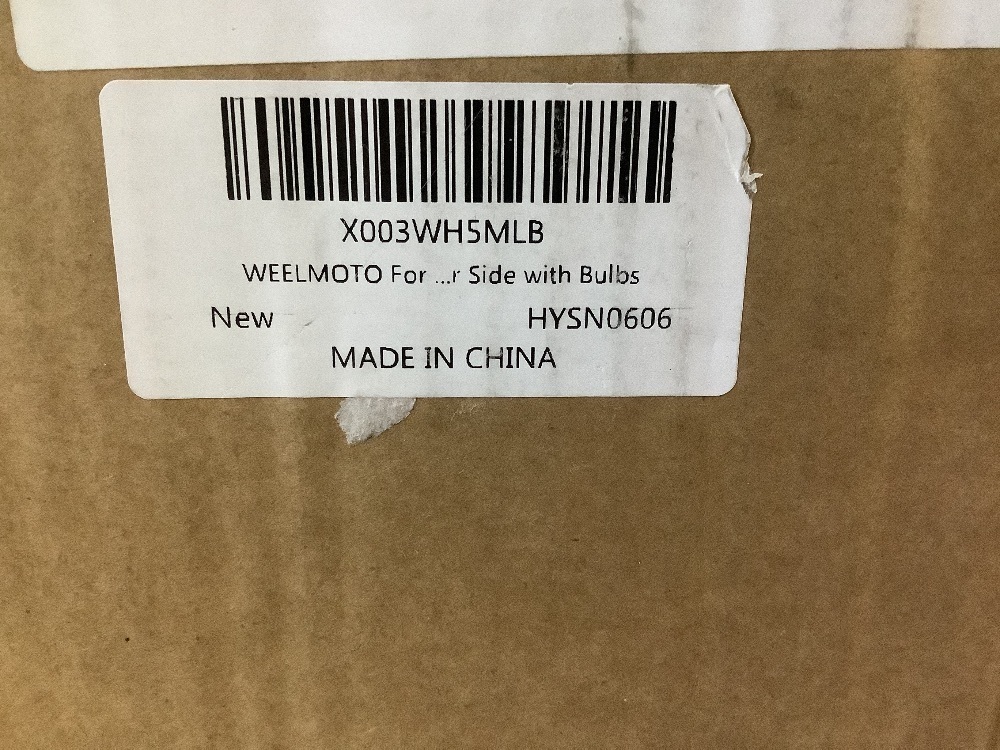 X003WH5MLB
WEELMOTO For ...r Side with Bulbs
New HYSN0606
MADE IN CHINA